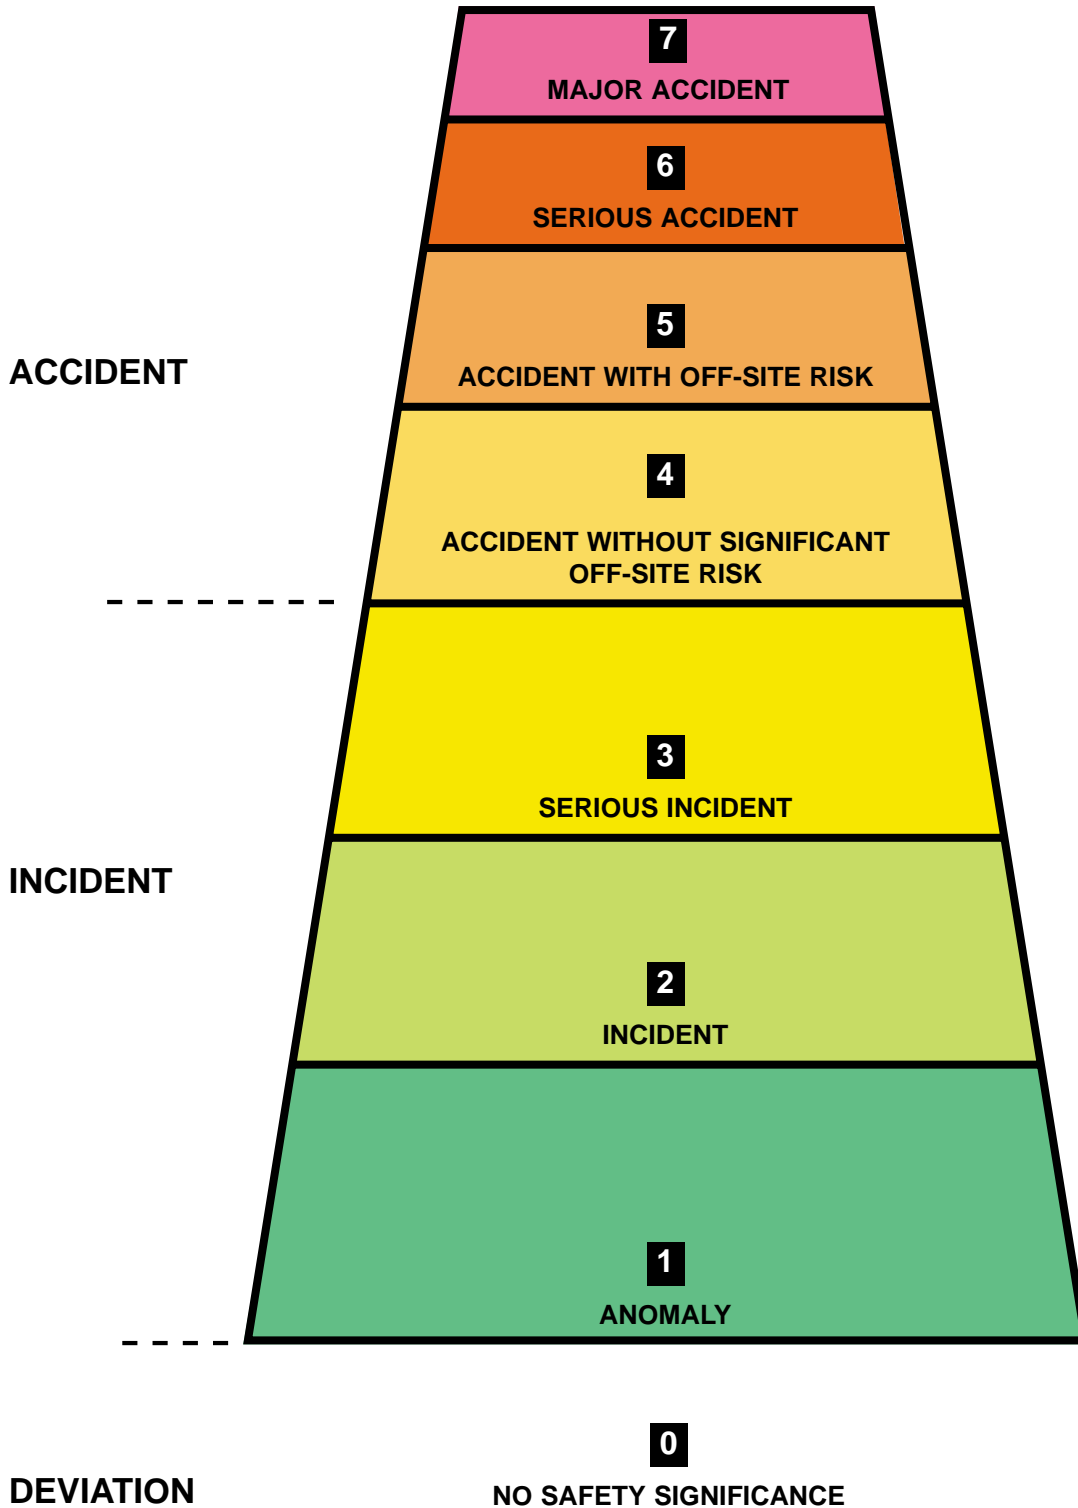 7
MAJOR ACCIDENT
6
SERIOUS ACCIDENT
5
ACCIDENT
ACCIDENT WITH OFF-SITE RISK
4
ACCIDENT WITHOUT SIGNIFICANT
OFF-SITE RISK
3
SERIOUS INCIDENT
INCIDENT
2
INCIDENT
1
ANOMALY
0
DEVIATION
NO SAFETY SIGNIFICANCE